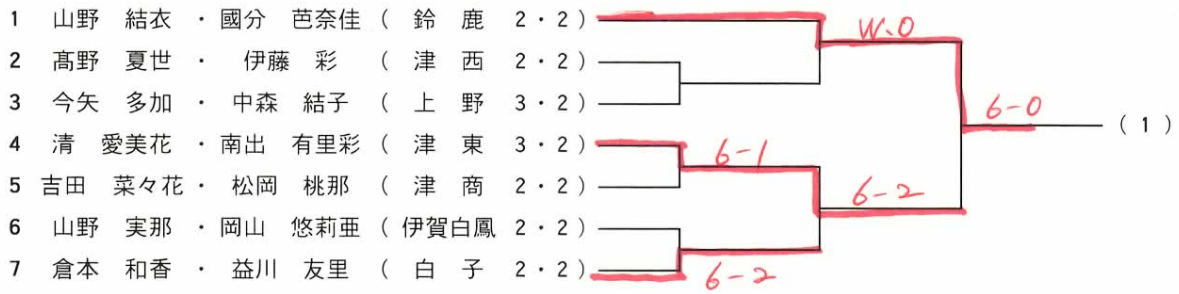 1 山野 結衣 ・ 國分 芭奈佳 ( 鈴 鹿 2・2 ) W.O
2 髙野 夏世 ・ 伊藤 彩 ( 津 西 2・2 )
3 今矢 多加 ・ 中森 結子 ( 上 野 3・2 ) 6-0 ( 1 )
4 清 愛美花 ・ 南出 有里彩 ( 津 東 3・2 ) 6-1
5 吉田 菜々花 ・ 松岡 桃那 ( 津 商 2・2 ) 6-2
6 山野 実那 ・ 岡山 悠莉亜 ( 伊賀白鳳 2・2 )
7 倉本 和香 ・ 益川 友里 ( 白 子 2・2 ) 6-2